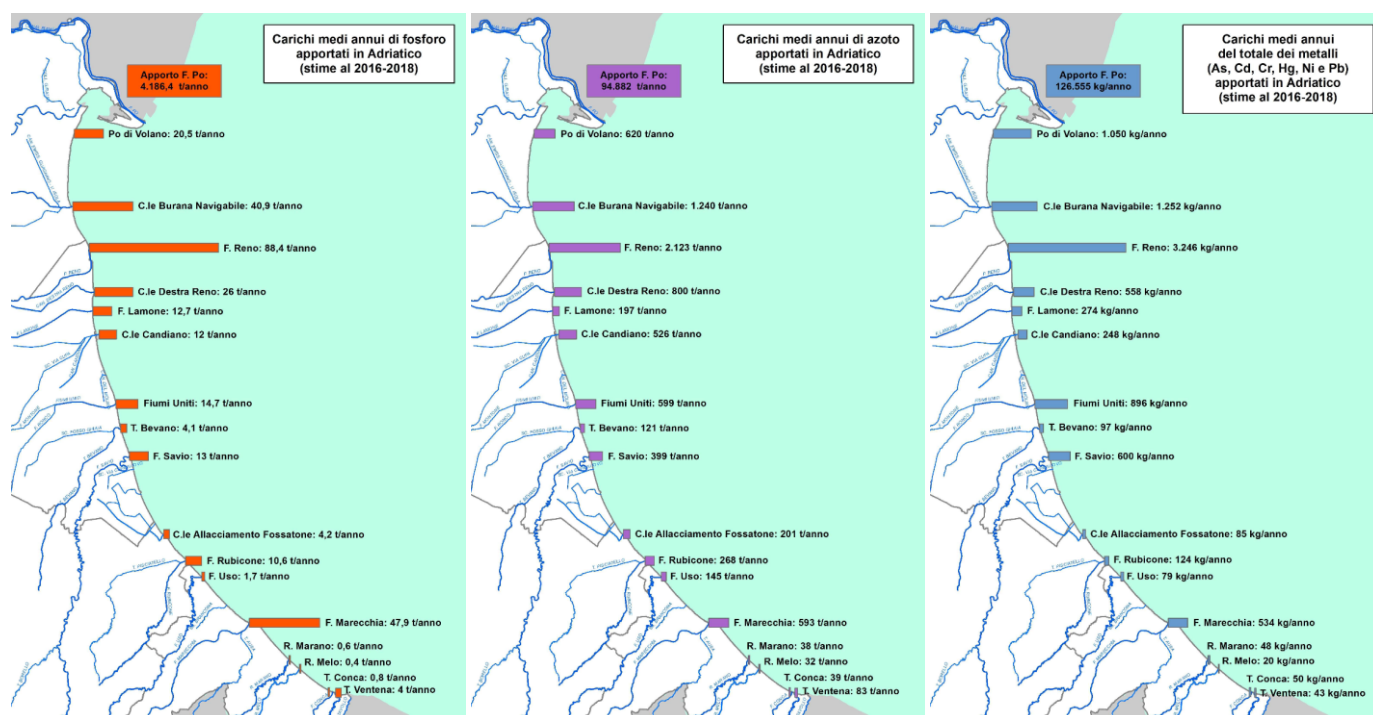 Carichi medi annui di fosforo
apportati in Adriatico
(stime al 2016-2018)
Apporto F. Po:
4.186,4 t/anno
Po di Volano: 20,5 t/anno
C.le Burana Navigabile: 40,9 t/anno
F. Reno: 88,4 t/anno
C.le Destra Reno: 26 t/anno
F. Lamone: 12,7 t/anno
C.le Candiano: 12 t/anno
Fiumi Uniti: 14,7 t/anno
T. Bevano: 4,1 t/anno
F. Savio: 13 t/anno
C.le Allacciamento Fossatone: 4,2 t/anno
F. Rubicone: 10,6 t/anno
F. Uso: 1,7 t/anno
F. Marecchia: 47,9 t/anno
R. Marano: 0,6 t/anno
R. Melo: 0,4 t/anno
T. Conca: 0,8 t/anno
T. Ventena: 4 t/anno
Carichi medi annui di azoto
apportati in Adriatico
(stime al 2016-2018)
Apporto F. Po:
94.882 t/anno
Po di Volano: 620 t/anno
C.le Burana Navigabile: 1.240 t/anno
F. Reno: 2.123 t/anno
C.le Destra Reno: 800 t/anno
F. Lamone: 197 t/anno
C.le Candiano: 526 t/anno
Fiumi Uniti: 599 t/anno
T. Bevano: 121 t/anno
F. Savio: 399 t/anno
C.le Allacciamento Fossatone: 201 t/anno
F. Rubicone: 268 t/anno
F. Uso: 145 t/anno
F. Marecchia: 593 t/anno
R. Marano: 38 t/anno
R. Melo: 32 t/anno
T. Conca: 39 t/anno
T. Ventena: 83 t/anno
Carichi medi annui
del totale dei metalli
(As, Cd, Cr, Hg, Ni e Pb)
apportati in Adriatico
(stime al 2016-2018)
Apporto F. Po:
126.555 kg/anno
Po di Volano: 1.050 kg/anno
C.le Burana Navigabile: 1.252 kg/anno
F. Reno: 3.246 kg/anno
C.le Destra Reno: 558 kg/anno
F. Lamone: 274 kg/anno
C.le Candiano: 248 kg/anno
Fiumi Uniti: 896 kg/anno
T. Bevano: 97 kg/anno
F. Savio: 600 kg/anno
C.le Allacciamento Fossatone: 85 kg/anno
F. Rubicone: 124 kg/anno
F. Uso: 79 kg/anno
F. Marecchia: 534 kg/anno
R. Marano: 48 kg/anno
R. Melo: 20 kg/anno
T. Conca: 50 kg/anno
T. Ventena: 43 kg/anno